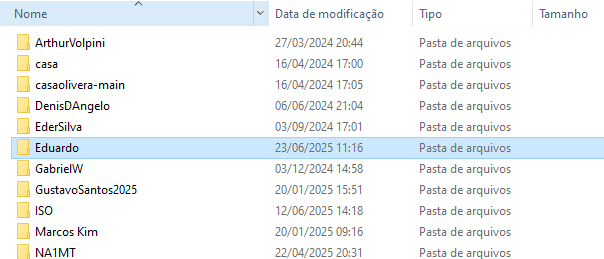 Nome Data de modificação Tipo Tamanho
ArthurVolpini 27/03/2024 20:44 Pasta de arquivos
casa 16/04/2024 17:00 Pasta de arquivos
casaolivera-main 16/04/2024 17:05 Pasta de arquivos
DenisDAngelo 06/06/2024 21:04 Pasta de arquivos
EderSilva 03/09/2024 17:01 Pasta de arquivos
Eduardo 23/06/2025 11:16 Pasta de arquivos
GabrielW 03/12/2024 14:58 Pasta de arquivos
GustavoSantos2025 20/01/2025 15:51 Pasta de arquivos
ISO 12/06/2025 14:18 Pasta de arquivos
Marcos Kim 20/01/2025 09:16 Pasta de arquivos
NA1MT 22/04/2025 20:31 Pasta de arquivos